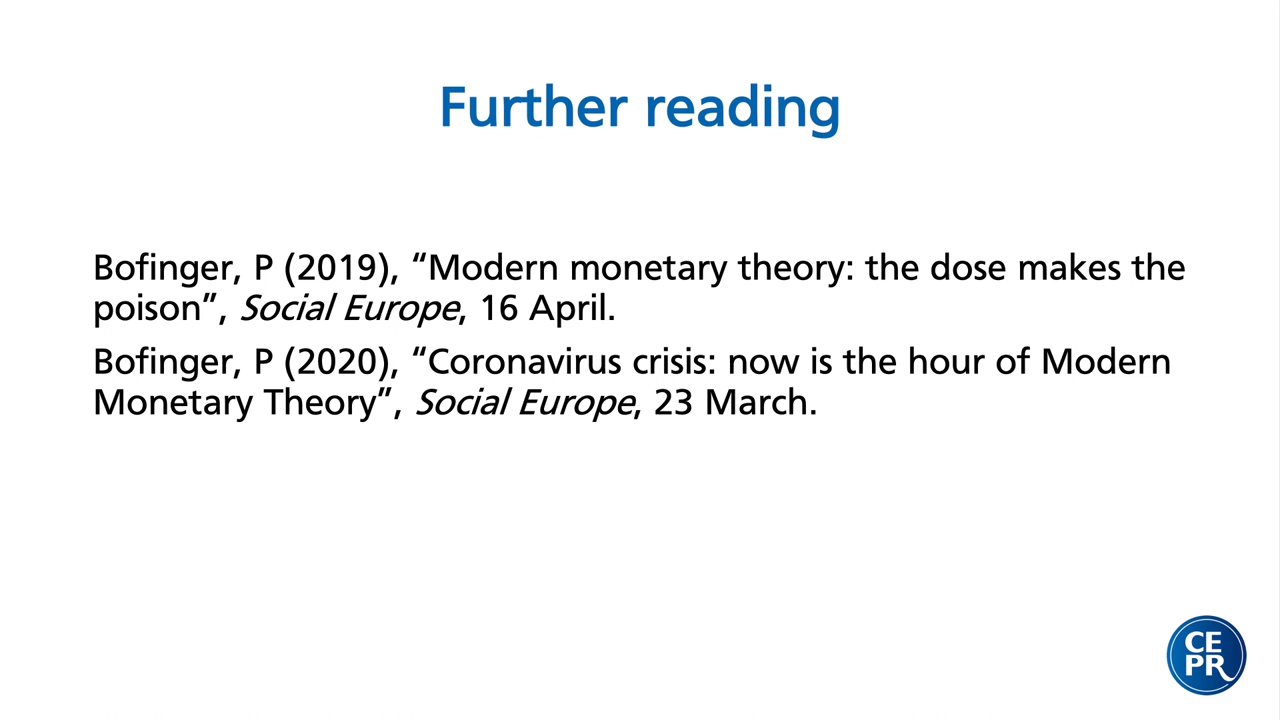 Further reading
Bofinger, P (2019), “Modern monetary theory: the dose makes the
poison”, Social Europe, 16 April.
Bofinger, P (2020), “Coronavirus crisis: now is the hour of Modern
Monetary Theory”, Social Europe, 23 March.
CE
PR